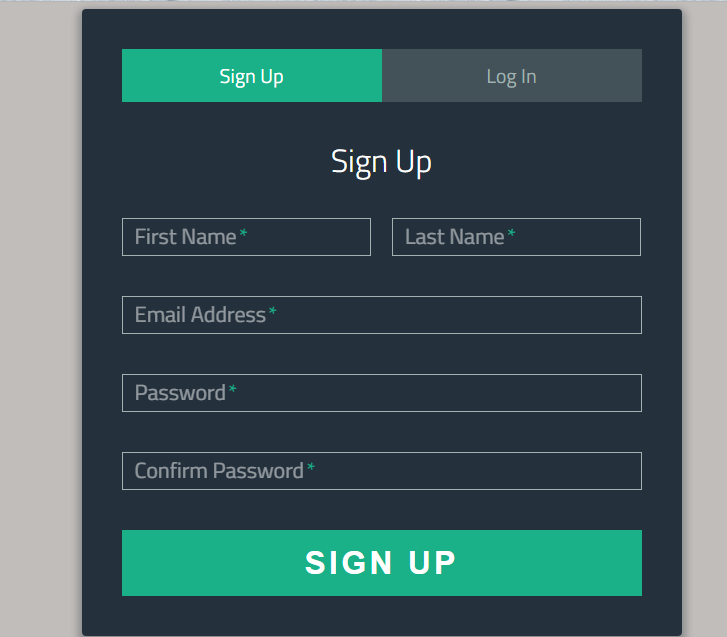 Sign Up Log In
Sign Up
First Name* Last Name*
Email Address*
Password*
Confirm Password*
SIGN UP